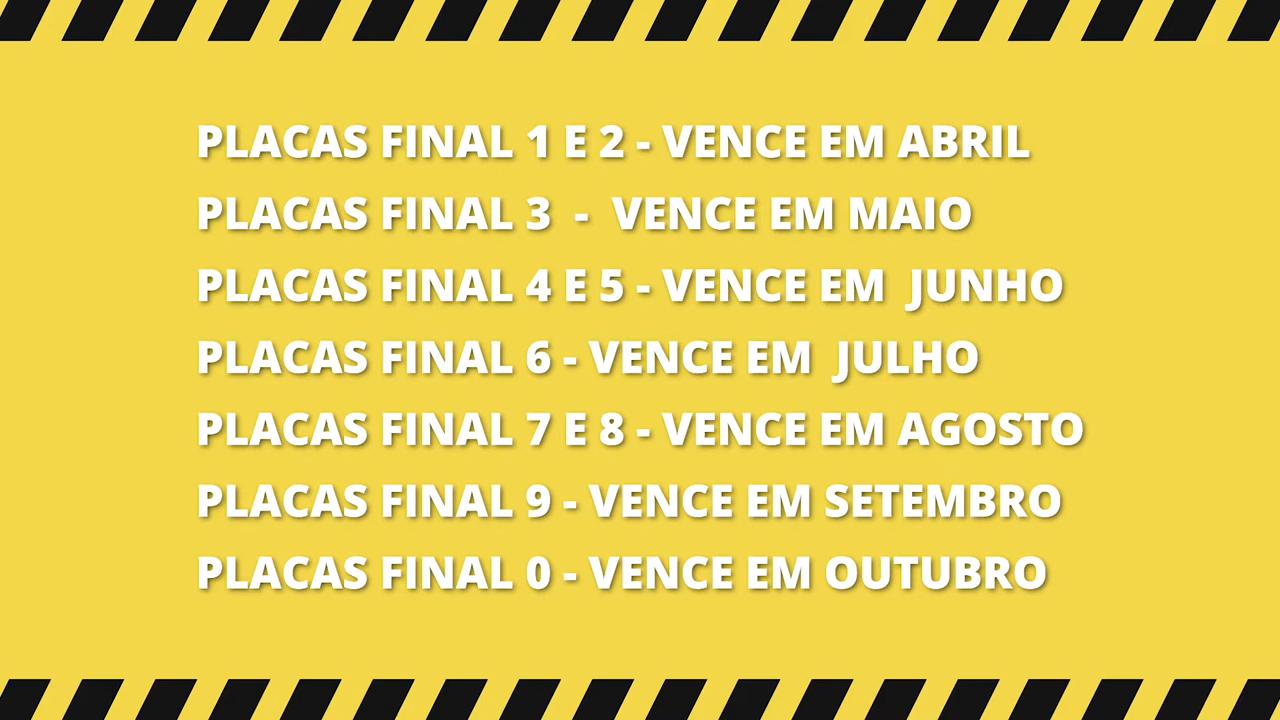 PLACAS FINAL 1 E 2 - VENCE EM ABRIL
PLACAS FINAL 3 - VENCE EM MAIO
PLACAS FINAL 4 E 5 - VENCE EM JUNHO
PLACAS FINAL 6 - VENCE EM JULHO
PLACAS FINAL 7 E 8 - VENCE EM AGOSTO
PLACAS FINAL 9 - VENCE EM SETEMBRO
PLACAS FINAL 0 - VENCE EM OUTUBRO